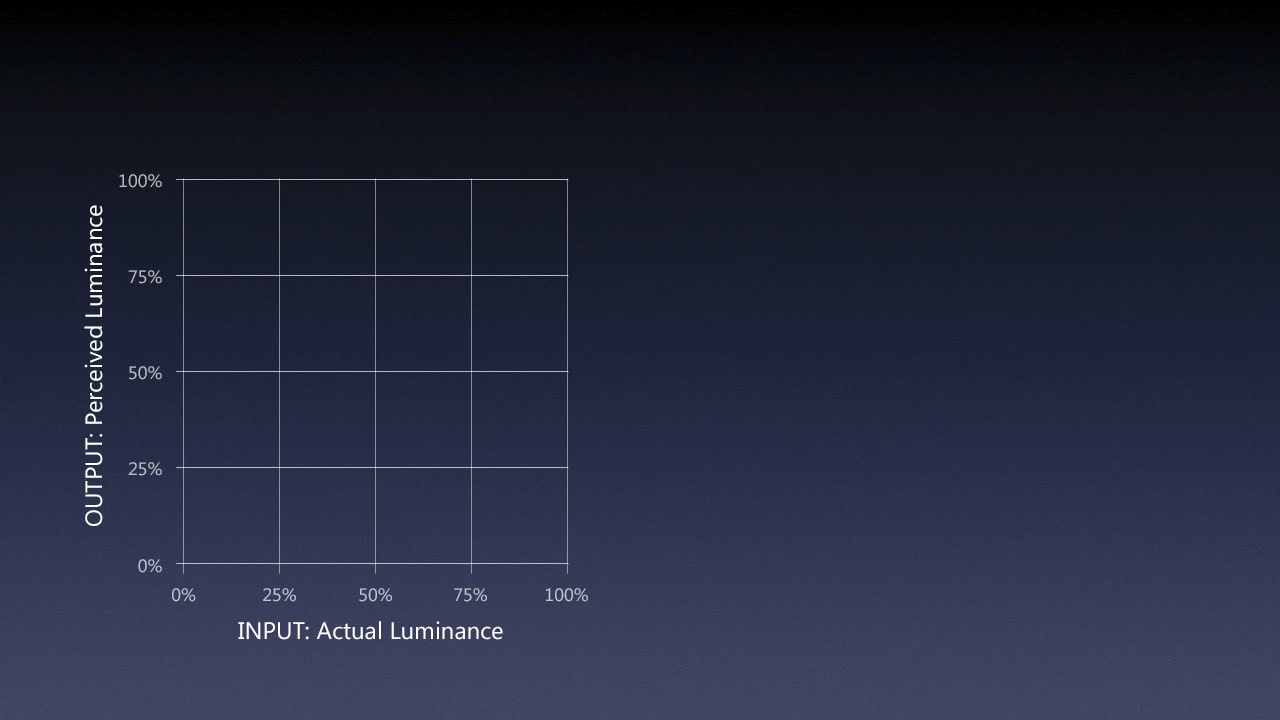 100%
75%
50%
25%
0%
OUTPUT: Perceived Luminance
0% 25% 50% 75% 100%
INPUT: Actual Luminance